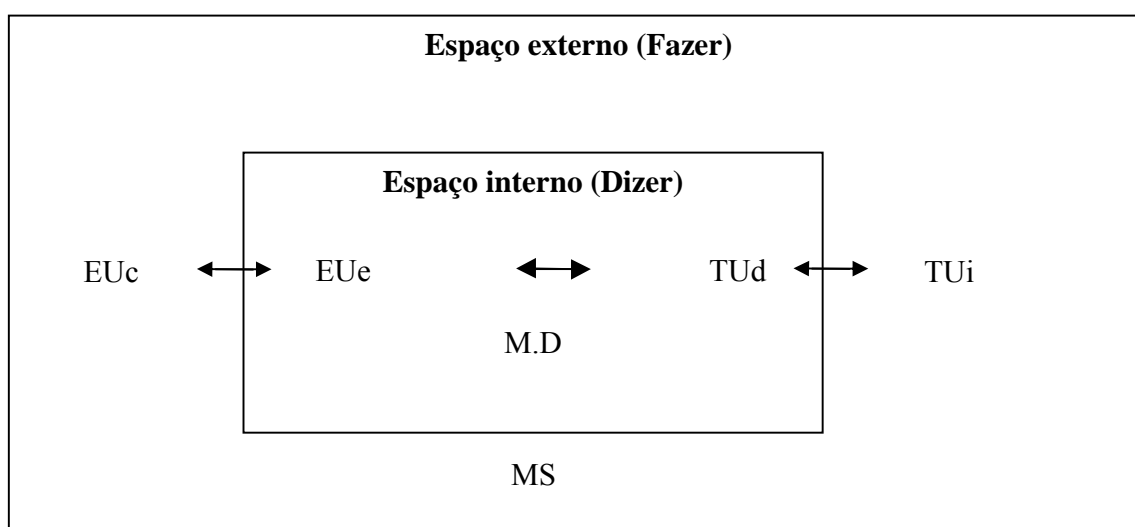 Espaço externo (Fazer)
Espaço interno (Dizer)
EUc EUe TUd TUi
M.D
MS